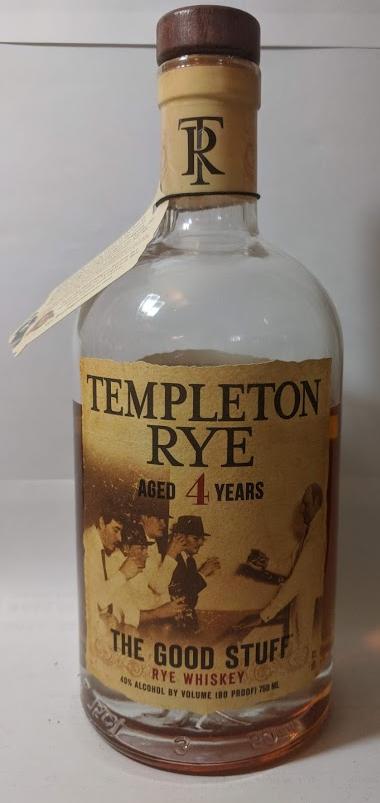 TR
TEMPLETON
RYE
AGED 4 YEARS
THE GOOD STUFF
RYE WHISKEY
40% ALCOHOL BY VOLUME (80 PROOF) 750 ML